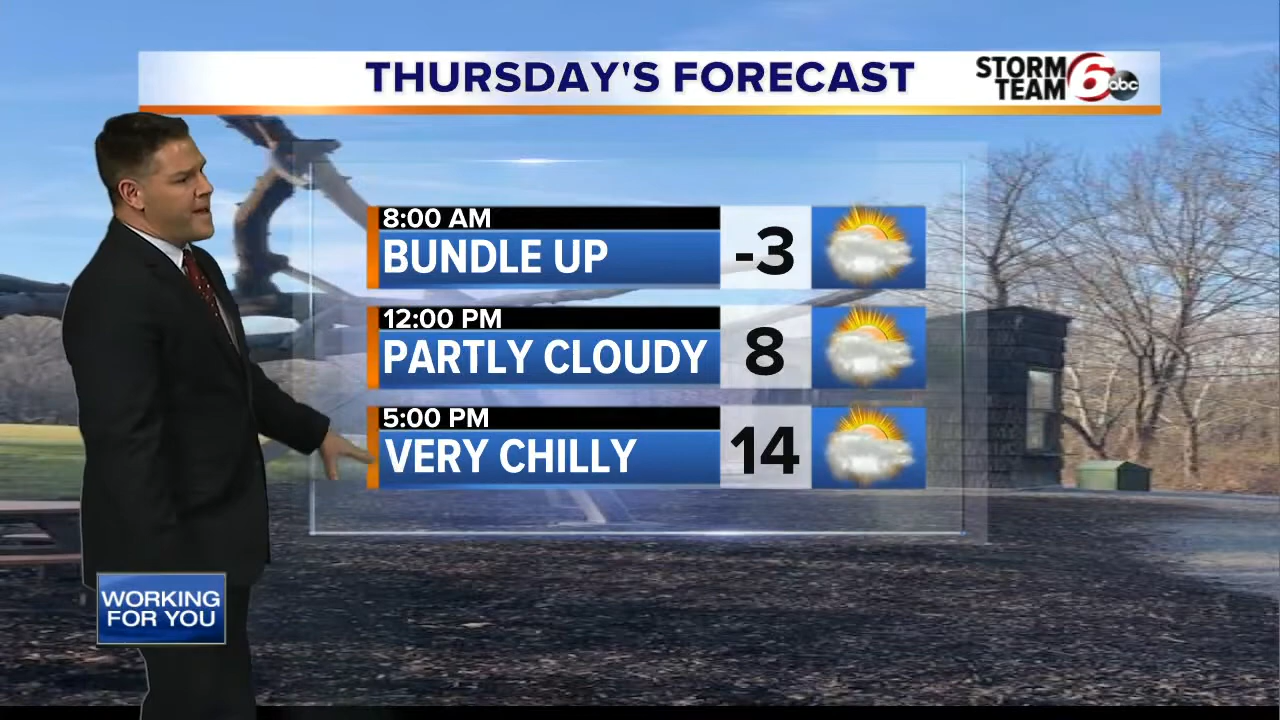 THURSDAY'S FORECAST
STORM
TEAM 6 abc
8:00 AM
BUNDLE UP
-3
12:00 PM
PARTLY CLOUDY
8
5:00 PM
VERY CHILLY
14
WORKING
FOR YOU